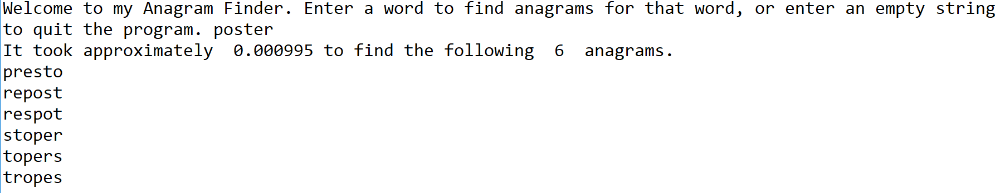 Welcome to my Anagram Finder. Enter a word to find anagrams for that word, or enter an empty string
to quit the program. poster
It took approximately  0.000995 to find the following  6  anagrams.
presto
repost
respot
stoper
topers
tropes